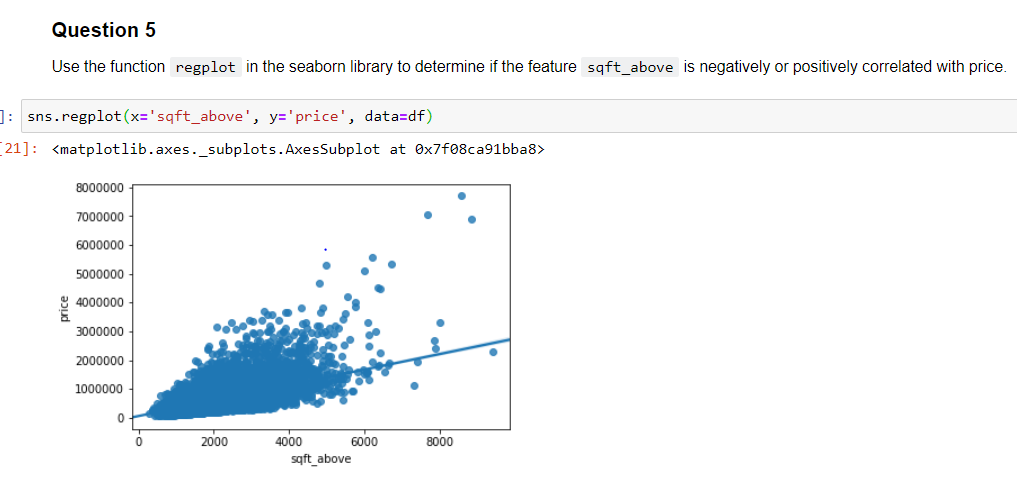 Question 5
Use the function regplot in the seaborn library to determine if the feature sqft_above is negatively or positively correlated with price.
]: sns.regplot(x='sqft_above', y='price', data=df)
[21]: <matplotlib.axes._subplots.AxesSubplot at 0x7f08ca91bba8>
8000000
7000000
6000000
5000000
4000000
3000000
2000000
1000000
0
price
0 2000 4000 6000 8000
sqft_above